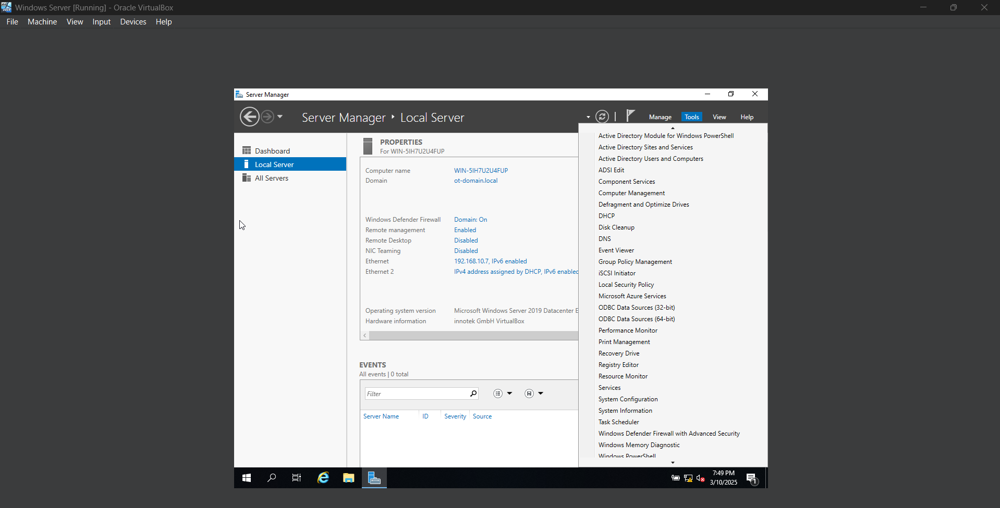 Windows Server [Running] - Oracle VirtualBox
File Machine View Input Devices Help
Server Manager
Server Manager Local Server
Manage Tools View Help
Dashboard
Local Server
All Servers
PROPERTIES
For WIN-5IH7U2U4FUP
Computer name WIN-5IH7U2U4FUP
Domain ot-domain.local
Windows Defender Firewall Domain: On
Remote management Enabled
Remote Desktop Disabled
NIC Teaming Disabled
Ethernet 192.168.10.7, IPv6 enabled
Ethernet 2 IPv4 address assigned by DHCP, IPv6 enabled
Operating system version Microsoft Windows Server 2019 Datacenter E
Hardware information innotek GmbH VirtualBox
EVENTS
All events | 0 total
Filter
Server Name ID Severity Source
Active Directory Module for Windows PowerShell
Active Directory Sites and Services
Active Directory Users and Computers
ADSI Edit
Component Services
Computer Management
Defragment and Optimize Drives
DHCP
Disk Cleanup
DNS
Event Viewer
Group Policy Management
iSCSI Initiator
Local Security Policy
Microsoft Azure Services
ODBC Data Sources (32-bit)
ODBC Data Sources (64-bit)
Performance Monitor
Print Management
Recovery Drive
Registry Editor
Resource Monitor
Services
System Configuration
System Information
Task Scheduler
Windows Defender Firewall with Advanced Security
Windows Memory Diagnostic
Windows PowerShell
7:49 PM
3/10/2025
1